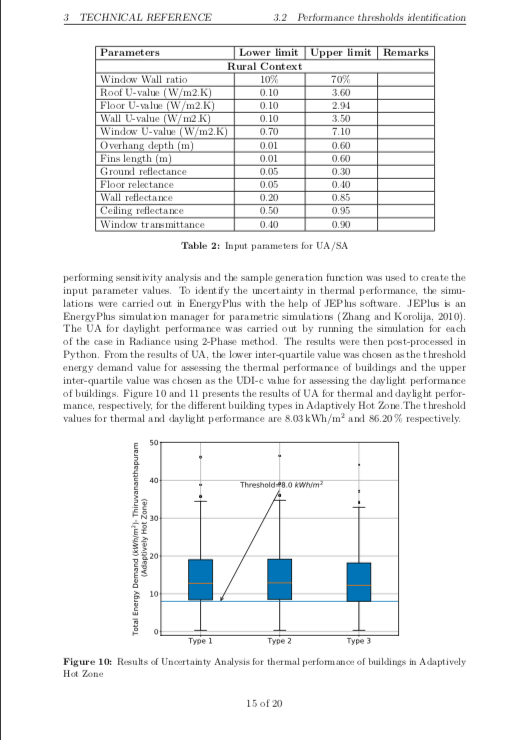 3 TECHNICAL REFERENCE 3.2 Performance thresholds identification
Parameters Lower limit Upper limit Remarks
Rural Context
Window Wall ratio 10% 70%
Roof U-value (W/m2.K) 0.10 3.60
Floor U-value (W/m2.K) 0.10 2.94
Wall U-value (W/m2.K) 0.10 3.50
Window U-value (W/m2.K) 0.70 7.10
Overhang depth (m) 0.01 0.60
Fins length (m) 0.01 0.60
Ground reflectance 0.05 0.30
Floor relectance 0.05 0.40
Wall reflectance 0.20 0.85
Ceiling reflectance 0.50 0.95
Window transmittance 0.40 0.90
Table 2: Input parameters for UA/SA
performing sensitivity analysis and the sample generation function was used to create the
input parameter values. To identify the uncertainty in thermal performance, the simu-
lations were carried out in EnergyPlus with the help of JEPlus software. JEPlus is an
EnergyPlus simulation manager for parametric simulations (Zhang and Korolija, 2010).
The UA for daylight performance was carried out by running the simulation for each
of the case in Radiance using 2-Phase method. The results were then post-processed in
Python. From the results of UA, the lower inter-quartile value was chosen as the threshold
energy demand value for assessing the thermal performance of buildings and the upper
inter-quartile value was chosen as the UDI-c value for assessing the daylight performance
of buildings. Figure 10 and 11 presents the results of UA for thermal and daylight perfor-
mance, respectively, for the different building types in Adaptively Hot Zone.The threshold
values for thermal and daylight performance are 8.03 kWh/m² and 86.20 % respectively.
Total Energy Demand (kWh/m²)- Thiruvananthapuram
(Adaptively Hot Zone)
50
40
30
20
10
0
Threshold=8.0 kWh/m²
Type 1 Type 2 Type 3
Figure 10: Results of Uncertainty Analysis for thermal performance of buildings in Adaptively
Hot Zone
15 of 20